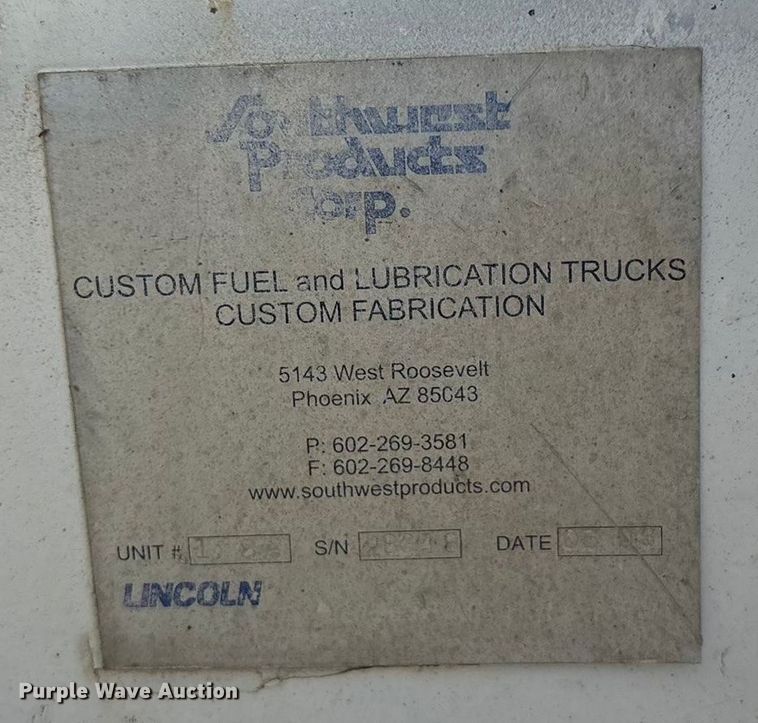 Southwest
Products
Corp.
CUSTOM FUEL and LUBRICATION TRUCKS
CUSTOM FABRICATION
5143 West Roosevelt
Phoenix AZ 85043
P: 602-269-3581
F: 602-269-8448
www.southwestproducts.com
UNIT # S/N DATE
LINCOLN
Purple Wave Auction